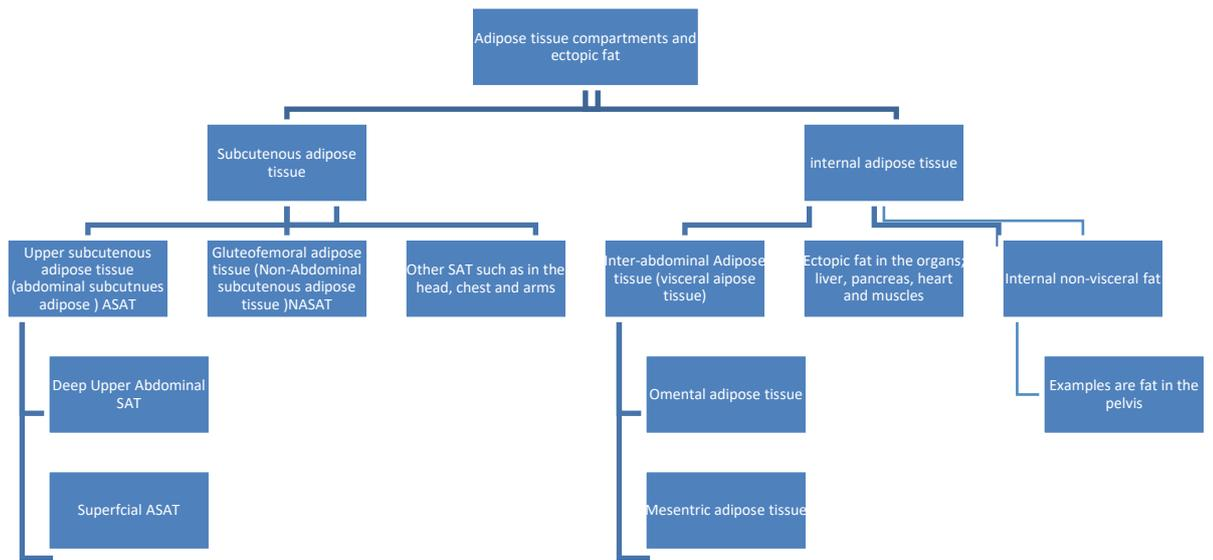 Adipose tissue compartments and
ectopic fat
Subcutenous adipose
tissue
internal adipose tissue
Upper subcutenous
adipose tissue
(abdominal subcutnues
adipose ) ASAT
Gluteofemoral adipose
tissue (Non-Abdominal
subcutenous adipose
tissue )NASAT
Other SAT such as in the
head, chest and arms
Inter-abdominal Adipose
tissue (visceral aipose
tissue)
Ectopic fat in the organs;
liver, pancreas, heart
and muscles
Internal non-visceral fat
Deep Upper Abdominal
SAT
Omental adipose tissue
Examples are fat in the
pelvis
Superfcial ASAT
Mesentric adipose tissue